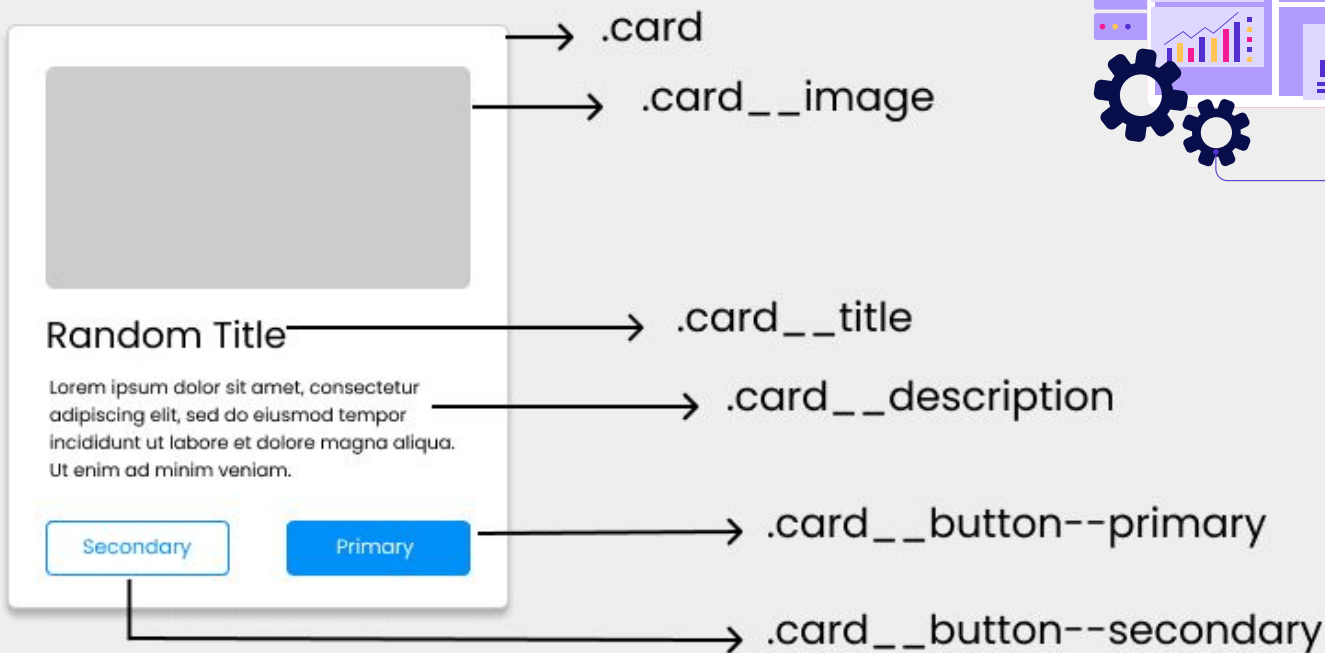 .card
.card__image
Random Title
.card__title
Lorem ipsum dolor sit amet, consectetur
adipiscing elit, sed do eiusmod tempor
incididunt ut labore et dolore magna aliqua.
Ut enim ad minim veniam.
.card__description
Secondary
Primary
.card__button--primary
.card__button--secondary